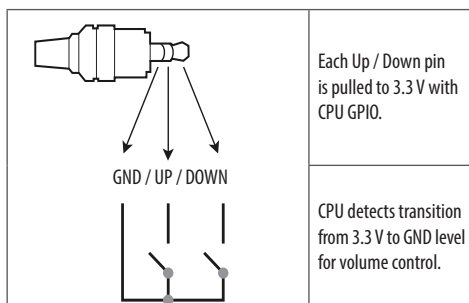 Each Up / Down pin
is pulled to 3.3 V with
CPU GPIO.
GND / UP / DOWN
CPU detects transition
from 3.3 V to GND level
for volume control.